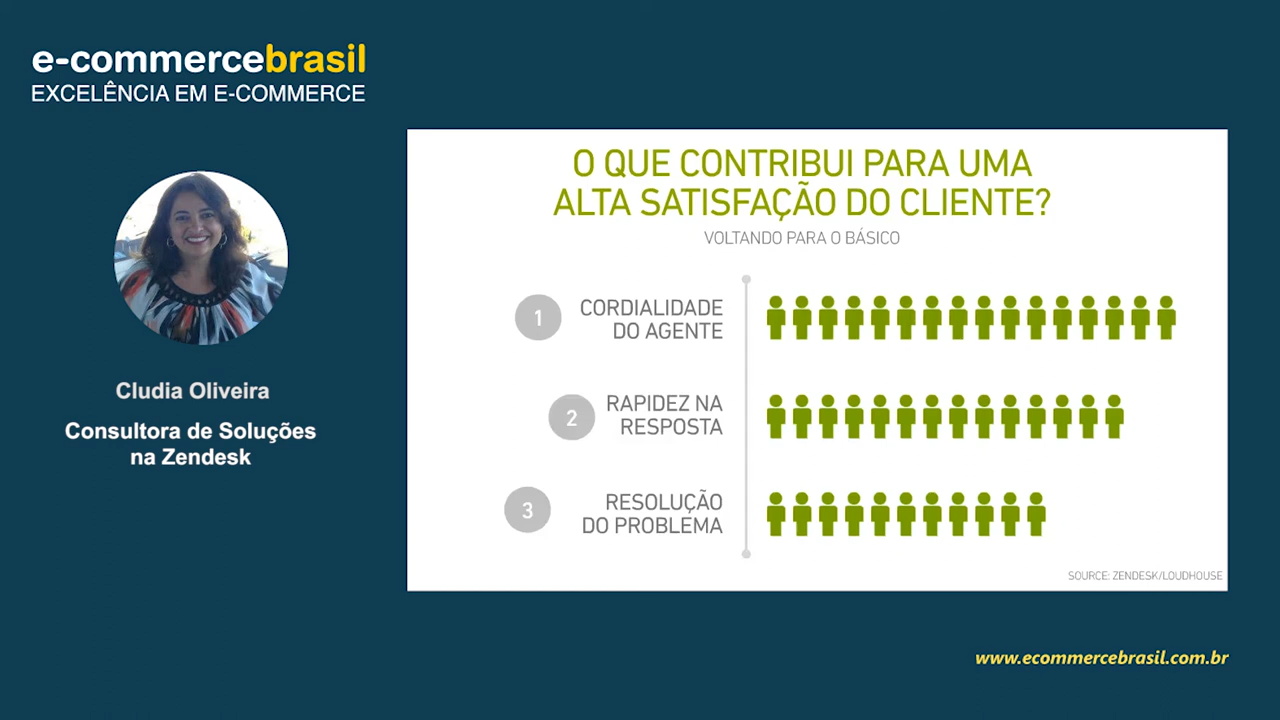 e-commercebrasil
EXCELÊNCIA EM E-COMMERCE
Cludia Oliveira
Consultora de Soluções
na Zendesk
O QUE CONTRIBUI PARA UMA
ALTA SATISFAÇÃO DO CLIENTE?
VOLTANDO PARA O BÁSICO
1
CORDIALIDADE
DO AGENTE
2
RAPIDEZ NA
RESPOSTA
3
RESOLUÇÃO
DO PROBLEMA
SOURCE: ZENDESK/LOUDHOUSE
www.ecommercebrasil.com.br